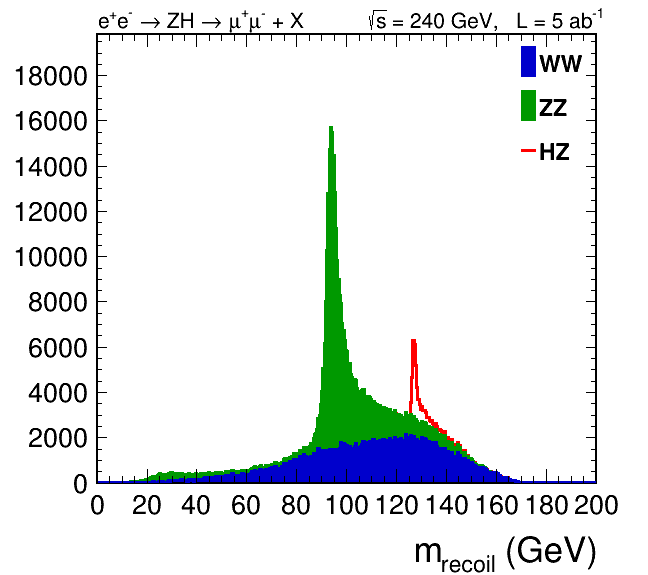 e⁺e⁻ → ZH → μ⁺μ⁻ + X √s = 240 GeV, L = 5 ab⁻¹
WW
ZZ
HZ
18000
16000
14000
12000
10000
8000
6000
4000
2000
0
0 20 40 60 80 100 120 140 160 180 200
m_recoil (GeV)